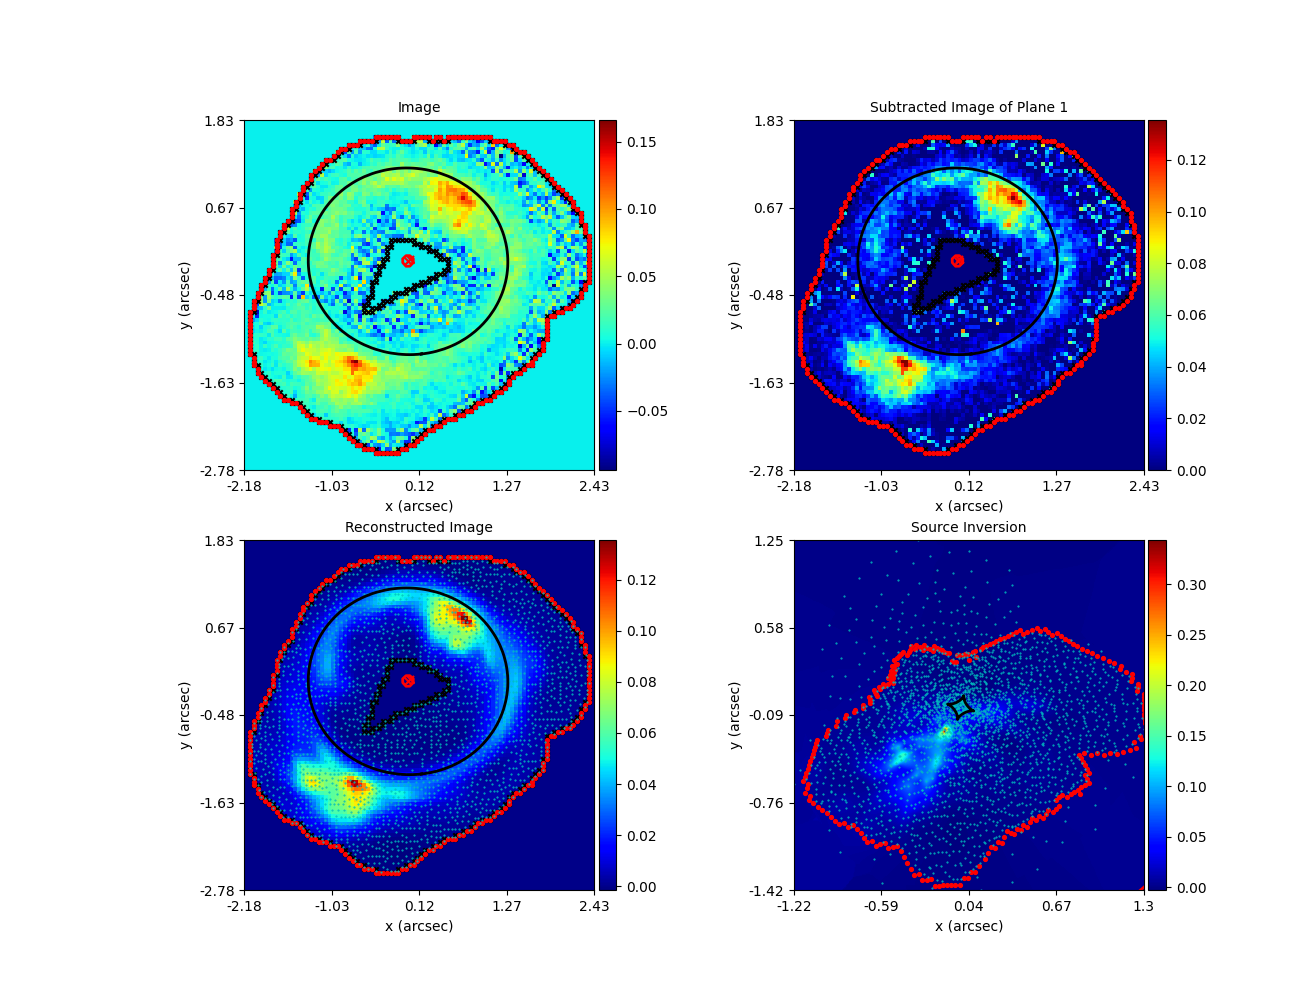 Image
1.83
0.67
-0.48
-1.63
-2.78
y (arcsec)
-2.18 -1.03 0.12 1.27 2.43
x (arcsec)
0.15
0.10
0.05
0.00
−0.05
Subtracted Image of Plane 1
1.83
0.67
-0.48
-1.63
-2.78
y (arcsec)
-2.18 -1.03 0.12 1.27 2.43
x (arcsec)
0.12
0.10
0.08
0.06
0.04
0.02
0.00
Reconstructed Image
1.83
0.67
-0.48
-1.63
-2.78
y (arcsec)
-2.18 -1.03 0.12 1.27 2.43
x (arcsec)
0.12
0.10
0.08
0.06
0.04
0.02
0.00
Source Inversion
1.25
0.58
-0.09
-0.76
-1.42
y (arcsec)
-1.22 -0.59 0.04 0.67 1.3
x (arcsec)
0.30
0.25
0.20
0.15
0.10
0.05
0.00